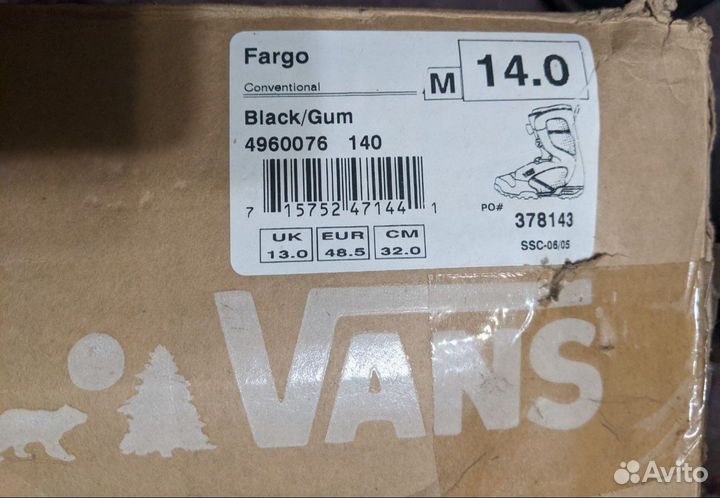 Fargo
Conventional
M 14.0
Black/Gum
4960076 140
7 15752 47144 1
PO# 378143
SSC-06/05
UK EUR CM
13.0 48.5 32.0
VANS
Avito